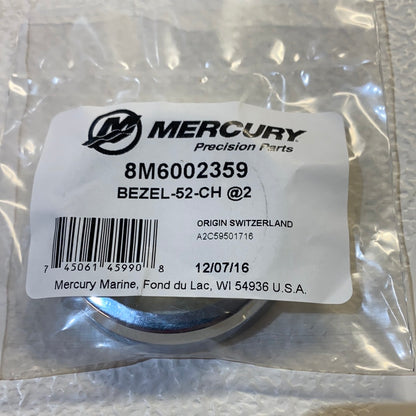 MERCURY
Precision Parts
8M6002359
BEZEL-52-CH @2
ORIGIN SWITZERLAND
A2C59501716
7 45061 45990 8
12/07/16
Mercury Marine, Fond du Lac, WI 54936 U.S.A.